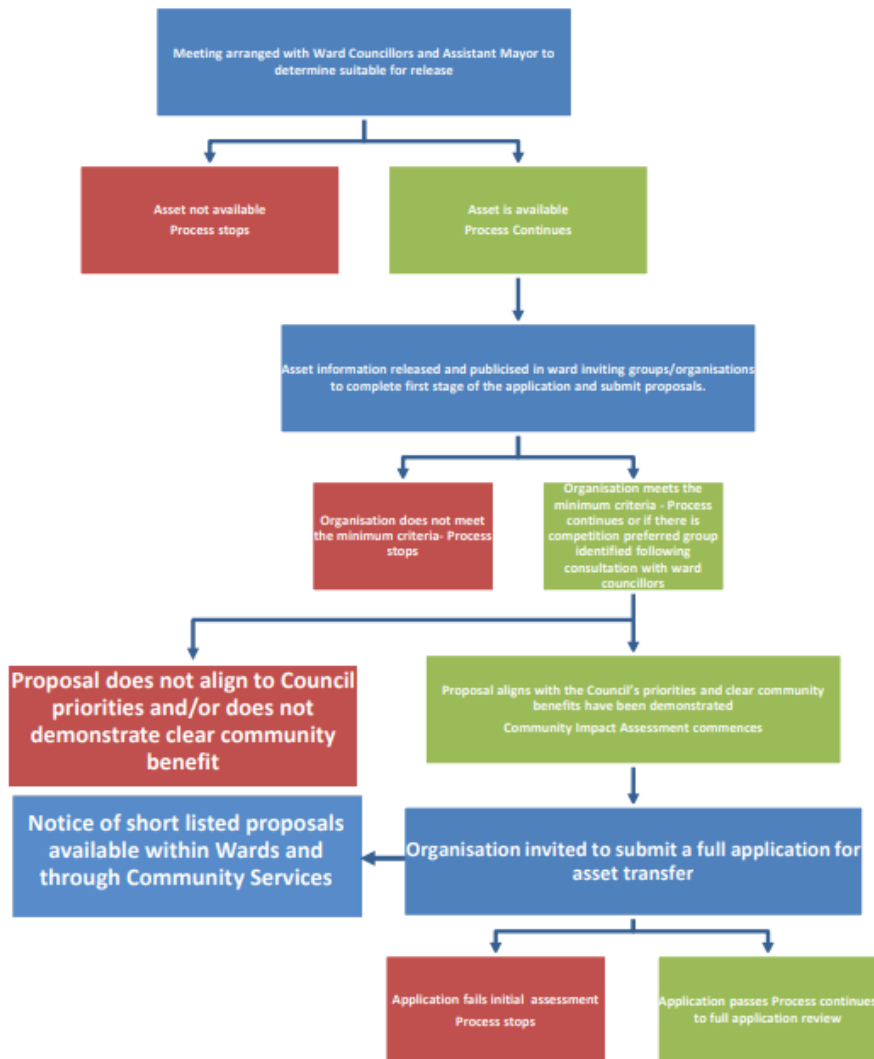 Meeting arranged with Ward Councillors and Assistant Mayor to
determine suitable for release
Asset not available
Process stops
Asset is available
Process Continues
Asset information released and publicised in ward inviting groups/organisations
to complete first stage of the application and submit proposals.
Organisation does not meet
the minimum criteria- Process
stops
Organisation meets the
minimum criteria - Process
continues or if there is
competition preferred group
identified following
consultation with ward
councillors
Proposal does not align to Council
priorities and/or does not
demonstrate clear community
benefit
Proposal aligns with the Council's priorities and clear community
benefits have been demonstrated
Community Impact Assessment commences
Notice of short listed proposals
available within Wards and
through Community Services
Organisation invited to submit a full application for
asset transfer
Application fails initial assessment
Process stops
Application passes Process continues
to full application review